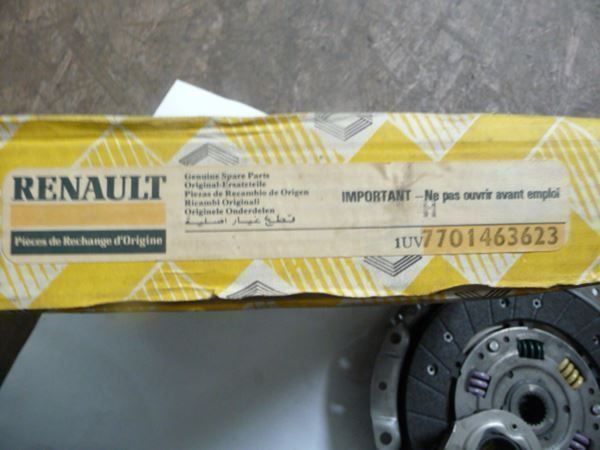 RENAULT
Pièces de Rechange d'Origine
Genuine Spare Parts
Original-Ersatzteile
Piezas de Recambio de Origen
Ricambi Originali
Originele Onderdelen
قطع غيار اصلية
IMPORTANT - Ne pas ouvrir avant emploi
H
1UV7701463623